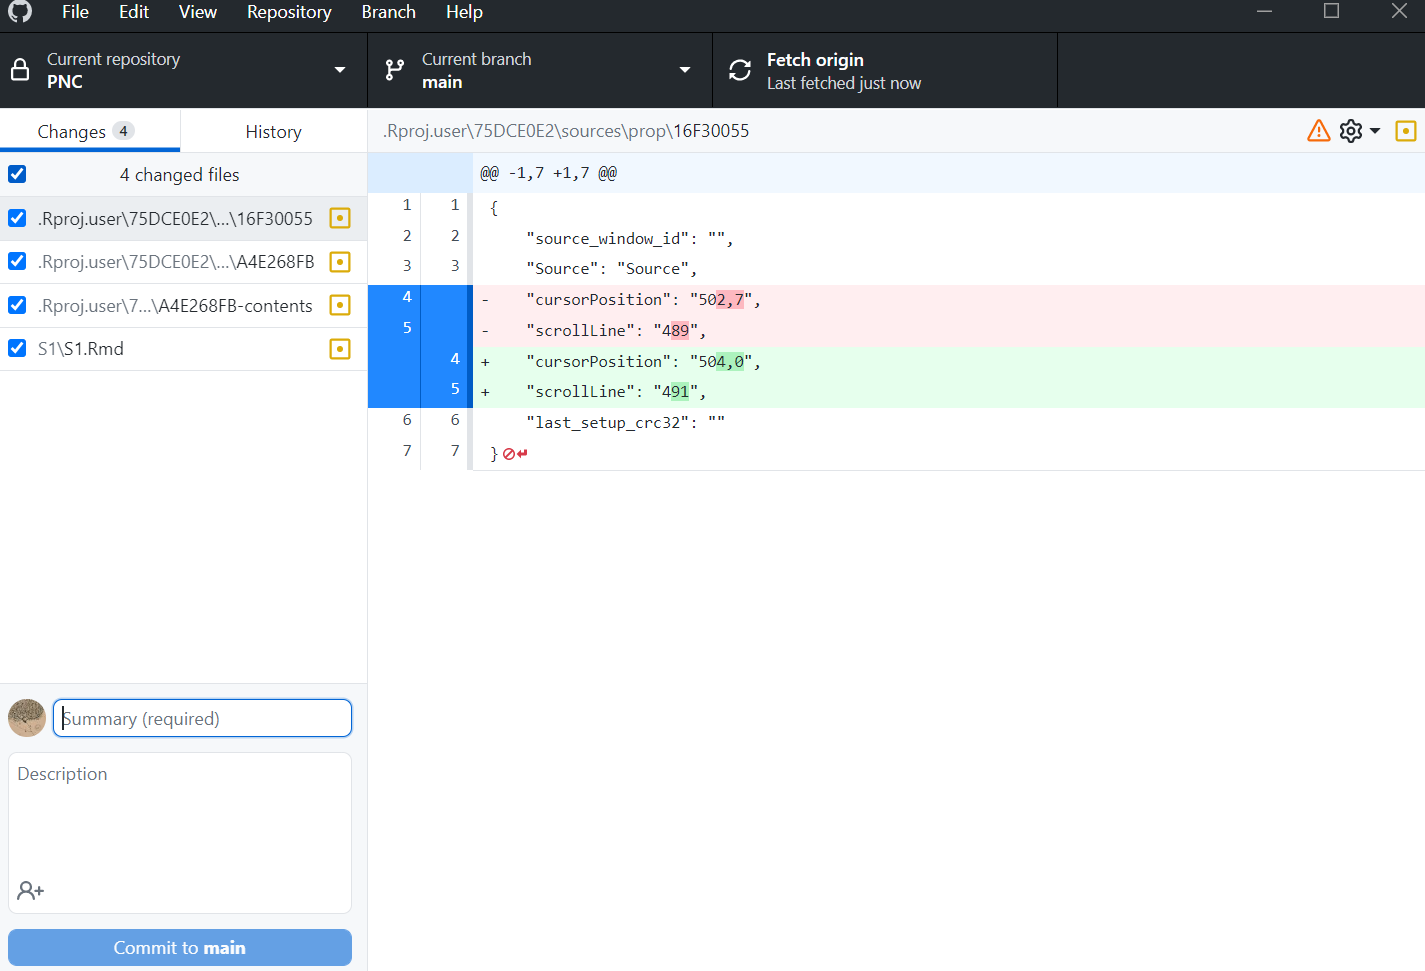 File Edit View Repository Branch Help
Current repository
PNC
Current branch
main
Fetch origin
Last fetched just now
Changes 4
History
4 changed files
.Rproj.user\75DCE0E2\...\16F30055
.Rproj.user\75DCE0E2\...\A4E268FB
.Rproj.user\7...\A4E268FB-contents
S1\S1.Rmd
Summary (required)
Description
Commit to main
.Rproj.user\75DCE0E2\sources\prop\16F30055
@@ -1,7 +1,7 @@
1 1 {
2 2 "source_window_id": "",
3 3 "Source": "Source",
4 - "cursorPosition": "502,7",
5 - "scrollLine": "489",
4 + "cursorPosition": "504,0",
5 + "scrollLine": "491",
6 6 "last_setup_crc32": ""
7 7 }